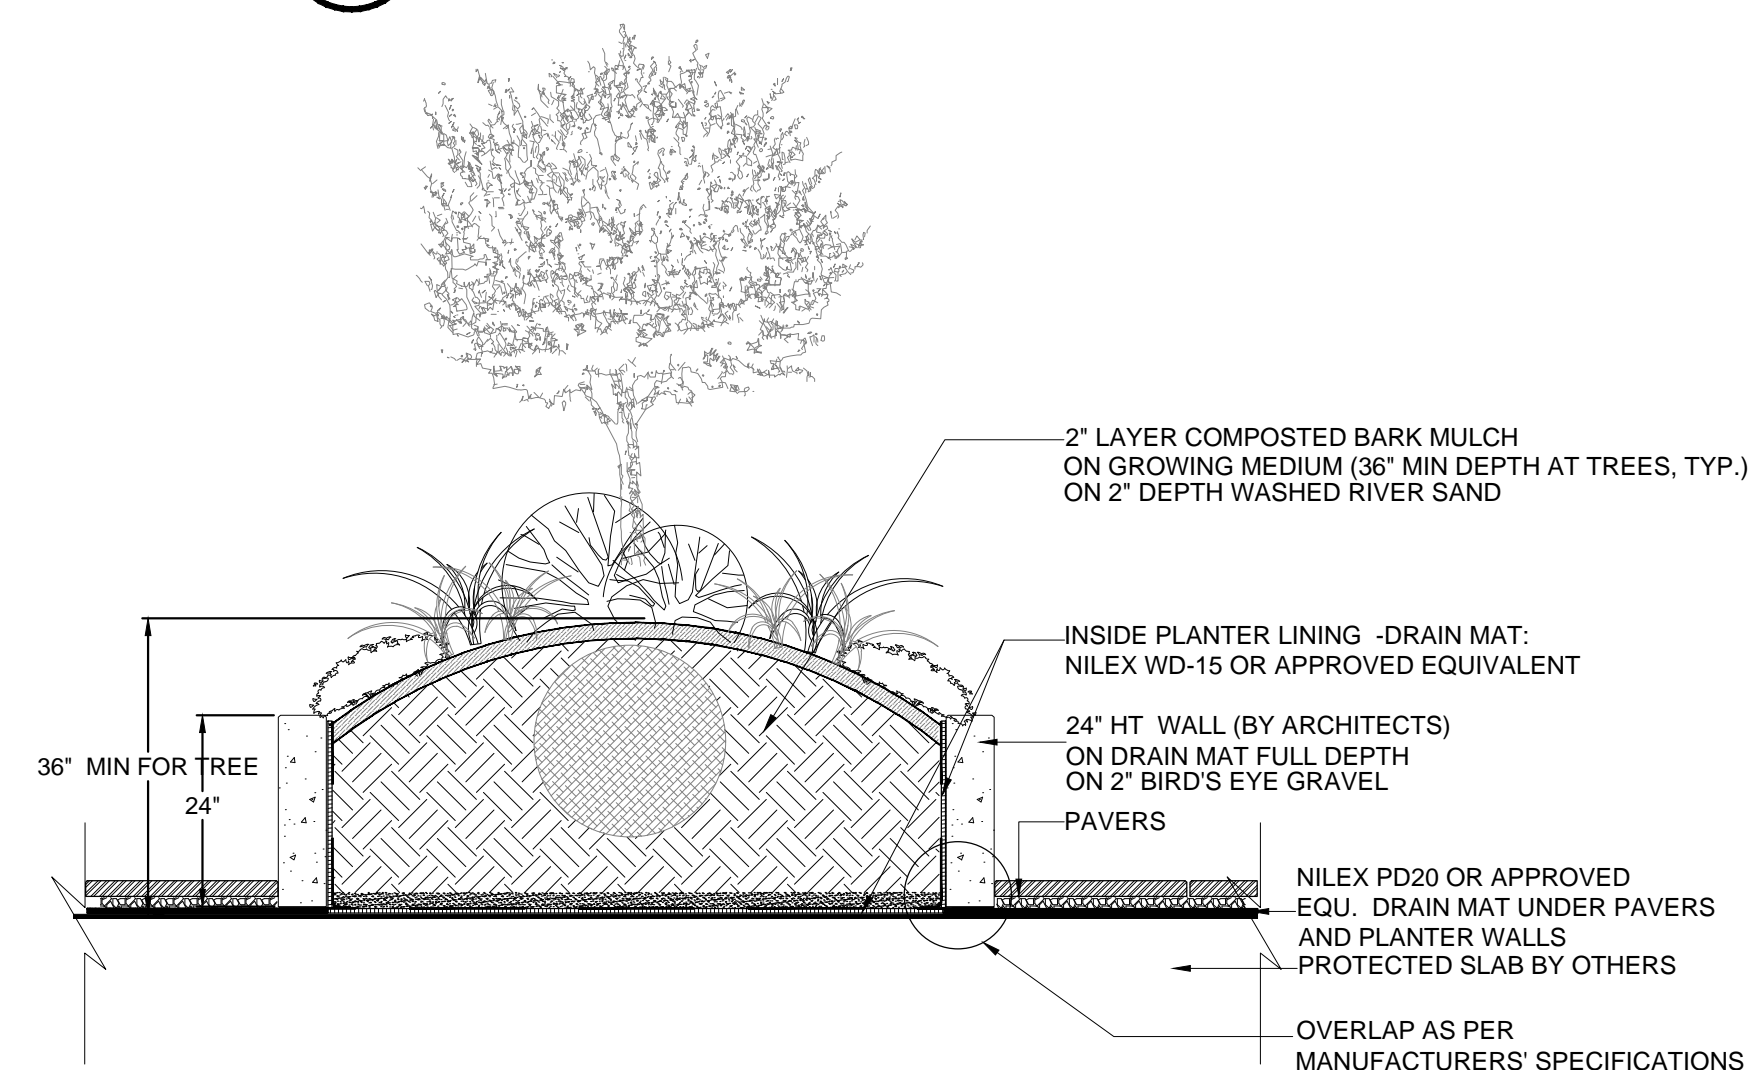 2" LAYER COMPOSTED BARK MULCH
ON GROWING MEDIUM (36" MIN DEPTH AT TREES, TYP.)
ON 2" DEPTH WASHED RIVER SAND
INSIDE PLANTER LINING -DRAIN MAT:
NILEX WD-15 OR APPROVED EQUIVALENT
24" HT WALL (BY ARCHITECTS)
ON DRAIN MAT FULL DEPTH
ON 2" BIRD'S EYE GRAVEL
36" MIN FOR TREE
24"
PAVERS
NILEX PD20 OR APPROVED
EQU. DRAIN MAT UNDER PAVERS
AND PLANTER WALLS
PROTECTED SLAB BY OTHERS
OVERLAP AS PER
MANUFACTURERS' SPECIFICATIONS